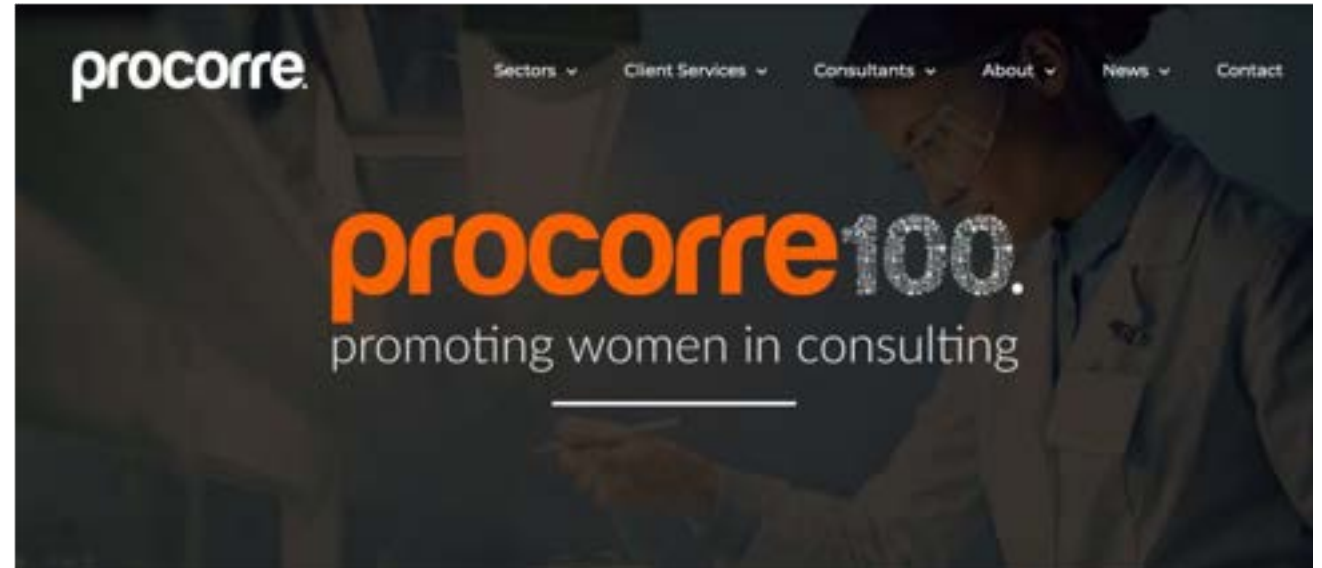 procorre.
Sectors Client Services Consultants About News Contact
procorre100.
promoting women in consulting